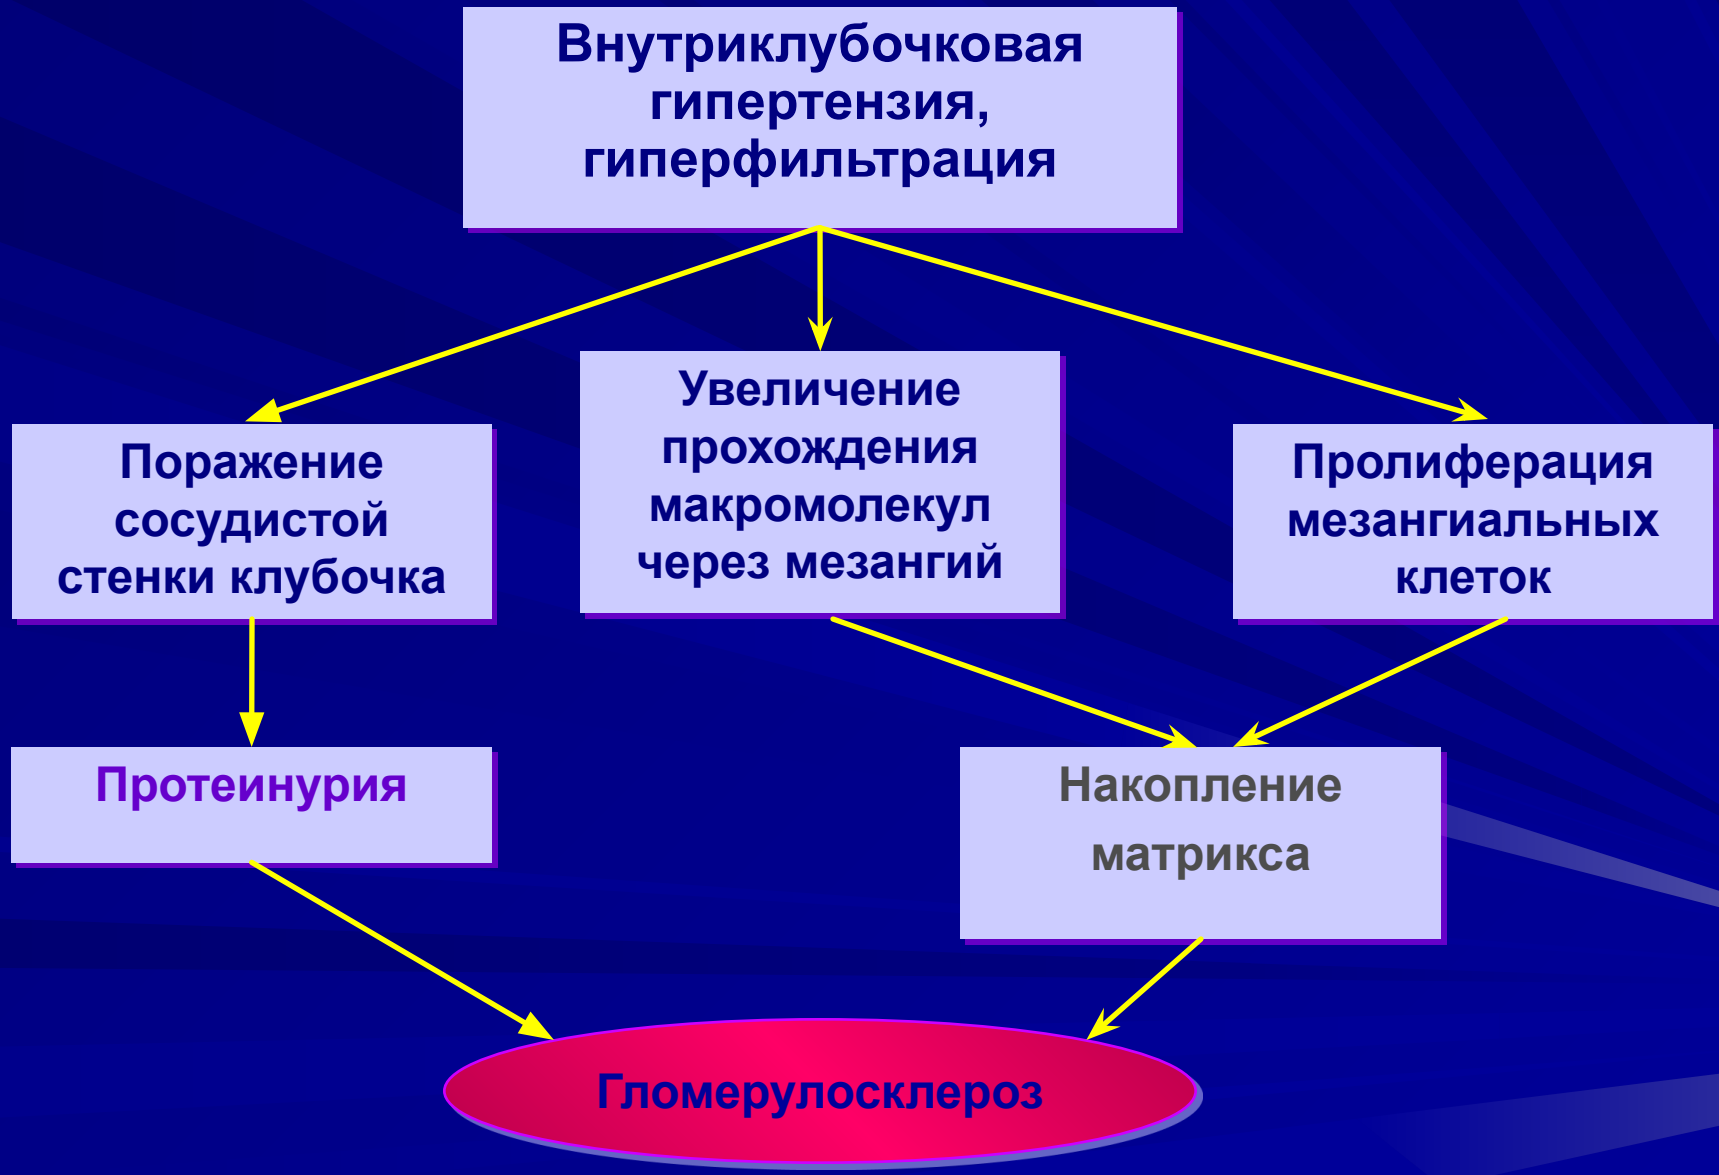 Внутриклубочковая
гипертензия,
гиперфильтрация
Поражение
сосудистой
стенки клубочка
Увеличение
прохождения
макромолекул
через мезангий
Пролиферация
мезангиальных
клеток
Протеинурия
Накопление
матрикса
Гломерулосклероз